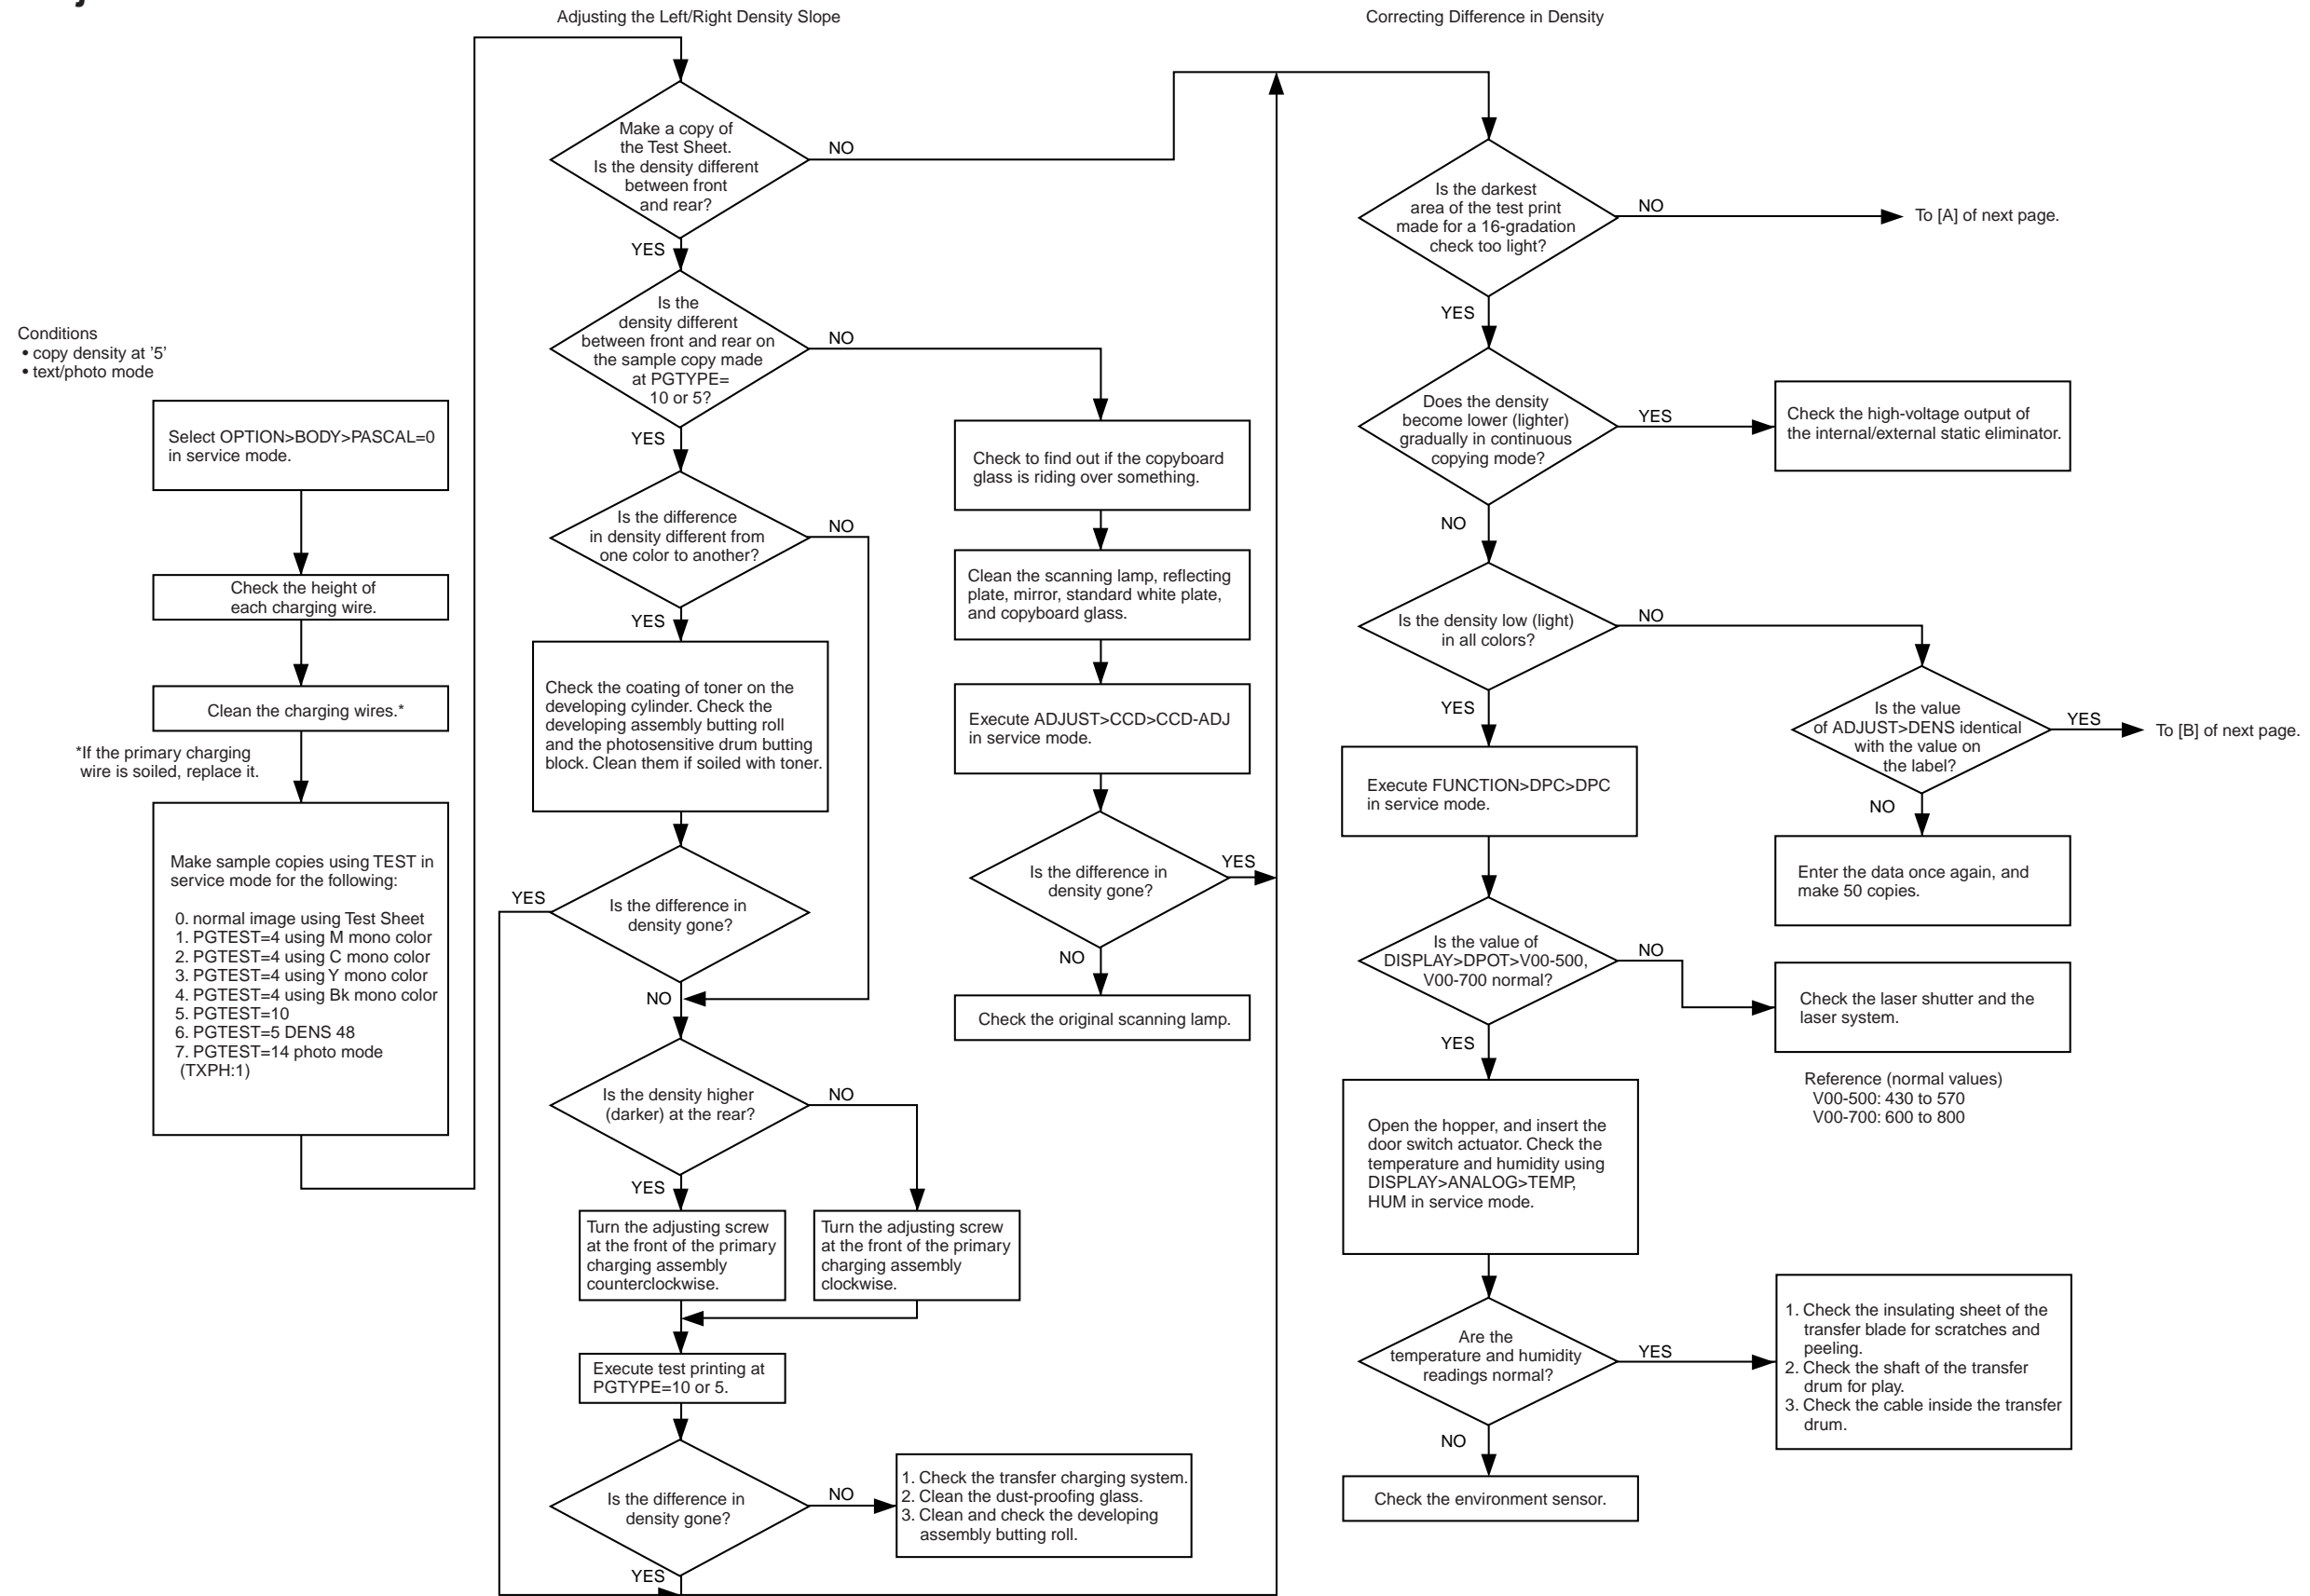 Adjusting the Left/Right Density Slope
Correcting Difference in Density
Conditions
• copy density at ’5’
• text/photo mode
Select OPTION>BODY>PASCAL=0
in service mode.
Check the height of
each charging wire.
Clean the charging wires.*
*If the primary charging
wire is soiled, replace it.
Make sample copies using TEST in
service mode for the following:
0. normal image using Test Sheet
1. PGTEST=4 using M mono color
2. PGTEST=4 using C mono color
3. PGTEST=4 using Y mono color
4. PGTEST=4 using Bk mono color
5. PGTEST=10
6. PGTEST=5 DENS 48
7. PGTEST=14 photo mode
(TXPH:1)
Make a copy of
the Test Sheet.
Is the density different
between front
and rear?
NO
YES
Is the
density different
between front and rear on
the sample copy made
at PGTYPE=
10 or 5?
NO
YES
Is the difference
in density different from
one color to another?
NO
YES
Check the coating of toner on the
developing cylinder. Check the
developing assembly butting roll
and the photosensitive drum butting
block. Clean them if soiled with toner.
Is the difference in
density gone?
YES
NO
Is the density higher
(darker) at the rear?
NO
YES
Turn the adjusting screw
at the front of the primary
charging assembly
counterclockwise.
Turn the adjusting screw
at the front of the primary
charging assembly
clockwise.
Execute test printing at
PGTYPE=10 or 5.
Is the difference in
density gone?
NO
YES
1. Check the transfer charging system.
2. Clean the dust-proofing glass.
3. Clean and check the developing
assembly butting roll.
Check to find out if the copyboard
glass is riding over something.
Clean the scanning lamp, reflecting
plate, mirror, standard white plate,
and copyboard glass.
Execute ADJUST>CCD>CCD-ADJ
in service mode.
Is the difference in
density gone?
YES
NO
Check the original scanning lamp.
Is the darkest
area of the test print
made for a 16-gradation
check too light?
NO
To [A] of next page.
YES
Does the density
become lower (lighter)
gradually in continuous
copying mode?
YES
Check the high-voltage output of
the internal/external static eliminator.
NO
Is the density low (light)
in all colors?
NO
YES
Is the value
of ADJUST>DENS identical
with the value on
the label?
YES
To [B] of next page.
NO
Enter the data once again, and
make 50 copies.
Execute FUNCTION>DPC>DPC
in service mode.
Is the value of
DISPLAY>DPOT>V00-500,
V00-700 normal?
NO
YES
Check the laser shutter and the
laser system.
Reference (normal values)
V00-500: 430 to 570
V00-700: 600 to 800
Open the hopper, and insert the
door switch actuator. Check the
temperature and humidity using
DISPLAY>ANALOG>TEMP,
HUM in service mode.
Are the
temperature and humidity
readings normal?
YES
NO
1. Check the insulating sheet of the
transfer blade for scratches and
peeling.
2. Check the shaft of the transfer
drum for play.
3. Check the cable inside the transfer
drum.
Check the environment sensor.